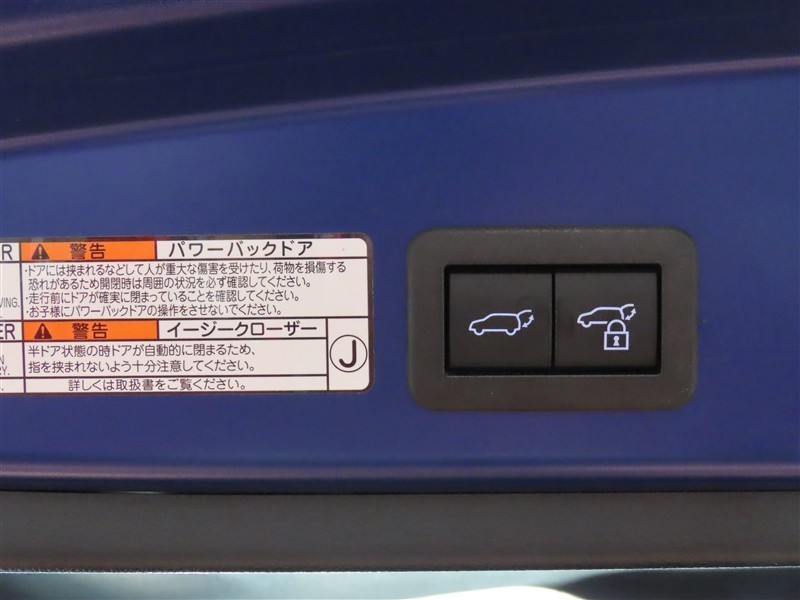 R ⚠ 警告 パワーバックドア
・ドアには挟まれるなどして人が重大な傷害を受けたり、荷物を損傷する
恐れがあるため開閉時は周囲の状況を必ず確認してください。
VING. ・走行前にドアが確実に閉まっていることを確認してください。
・お子様にパワーバックドアの操作をさせないでください。
ER ⚠ 警告 イージークローザー
半ドア状態の時ドアが自動的に閉まるため、
指を挟まれないよう十分注意してください。
RY.
J
詳しくは取扱書をご覧ください。